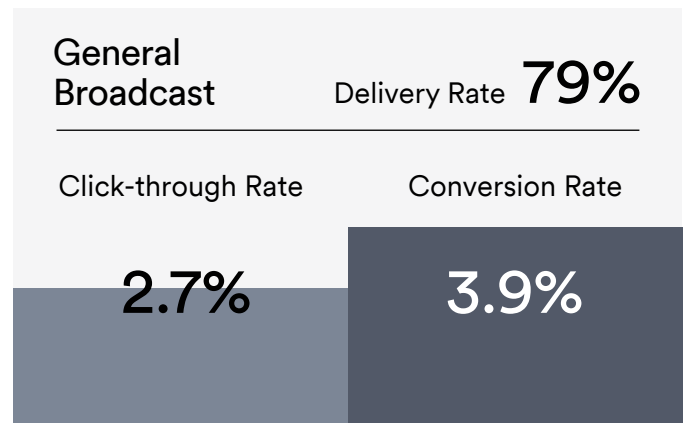 General
Broadcast
Delivery Rate 79%
Click-through Rate
Conversion Rate
2.7%
3.9%